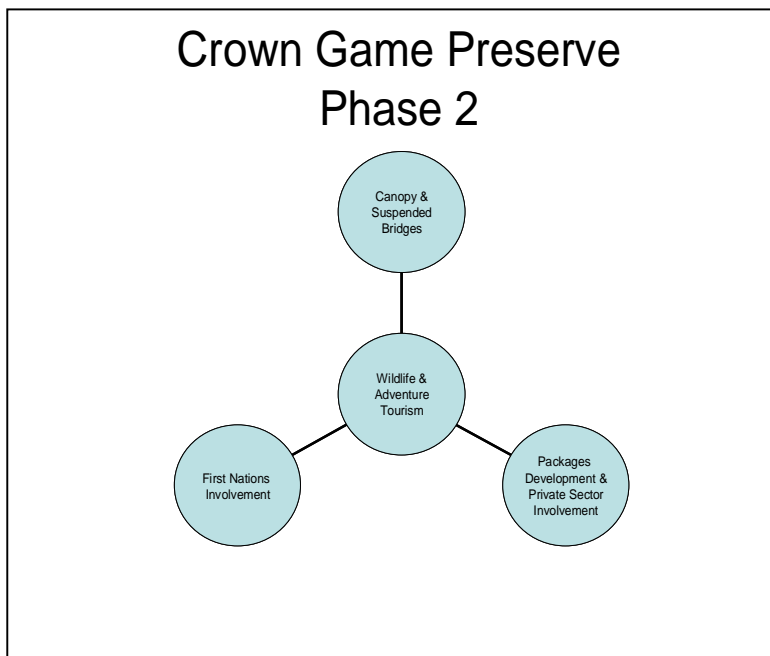 Crown Game Preserve
Phase 2
Canopy &
Suspended
Bridges
Wildlife &
Adventure
Tourism
First Nations
Involvement
Packages
Development &
Private Sector
Involvement